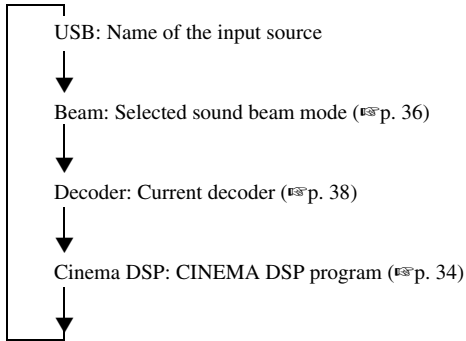 USB: Name of the input source
Beam: Selected sound beam mode (☞p. 36)
Decoder: Current decoder (☞p. 38)
Cinema DSP: CINEMA DSP program (☞p. 34)